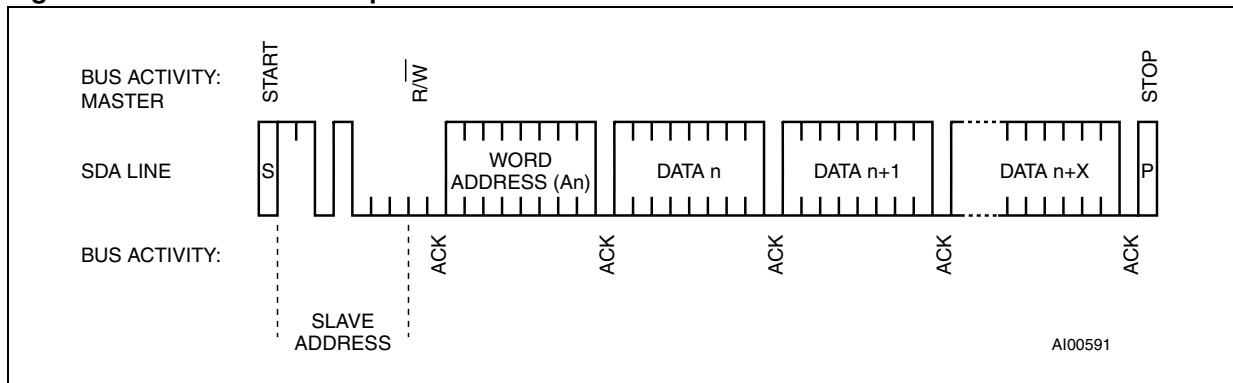 START
R/W
STOP
BUS ACTIVITY:
MASTER
SDA LINE
S
WORD
ADDRESS (An)
DATA n
DATA n+1
DATA n+X
P
BUS ACTIVITY:
ACK
ACK
ACK
ACK
ACK
SLAVE
ADDRESS
AI00591